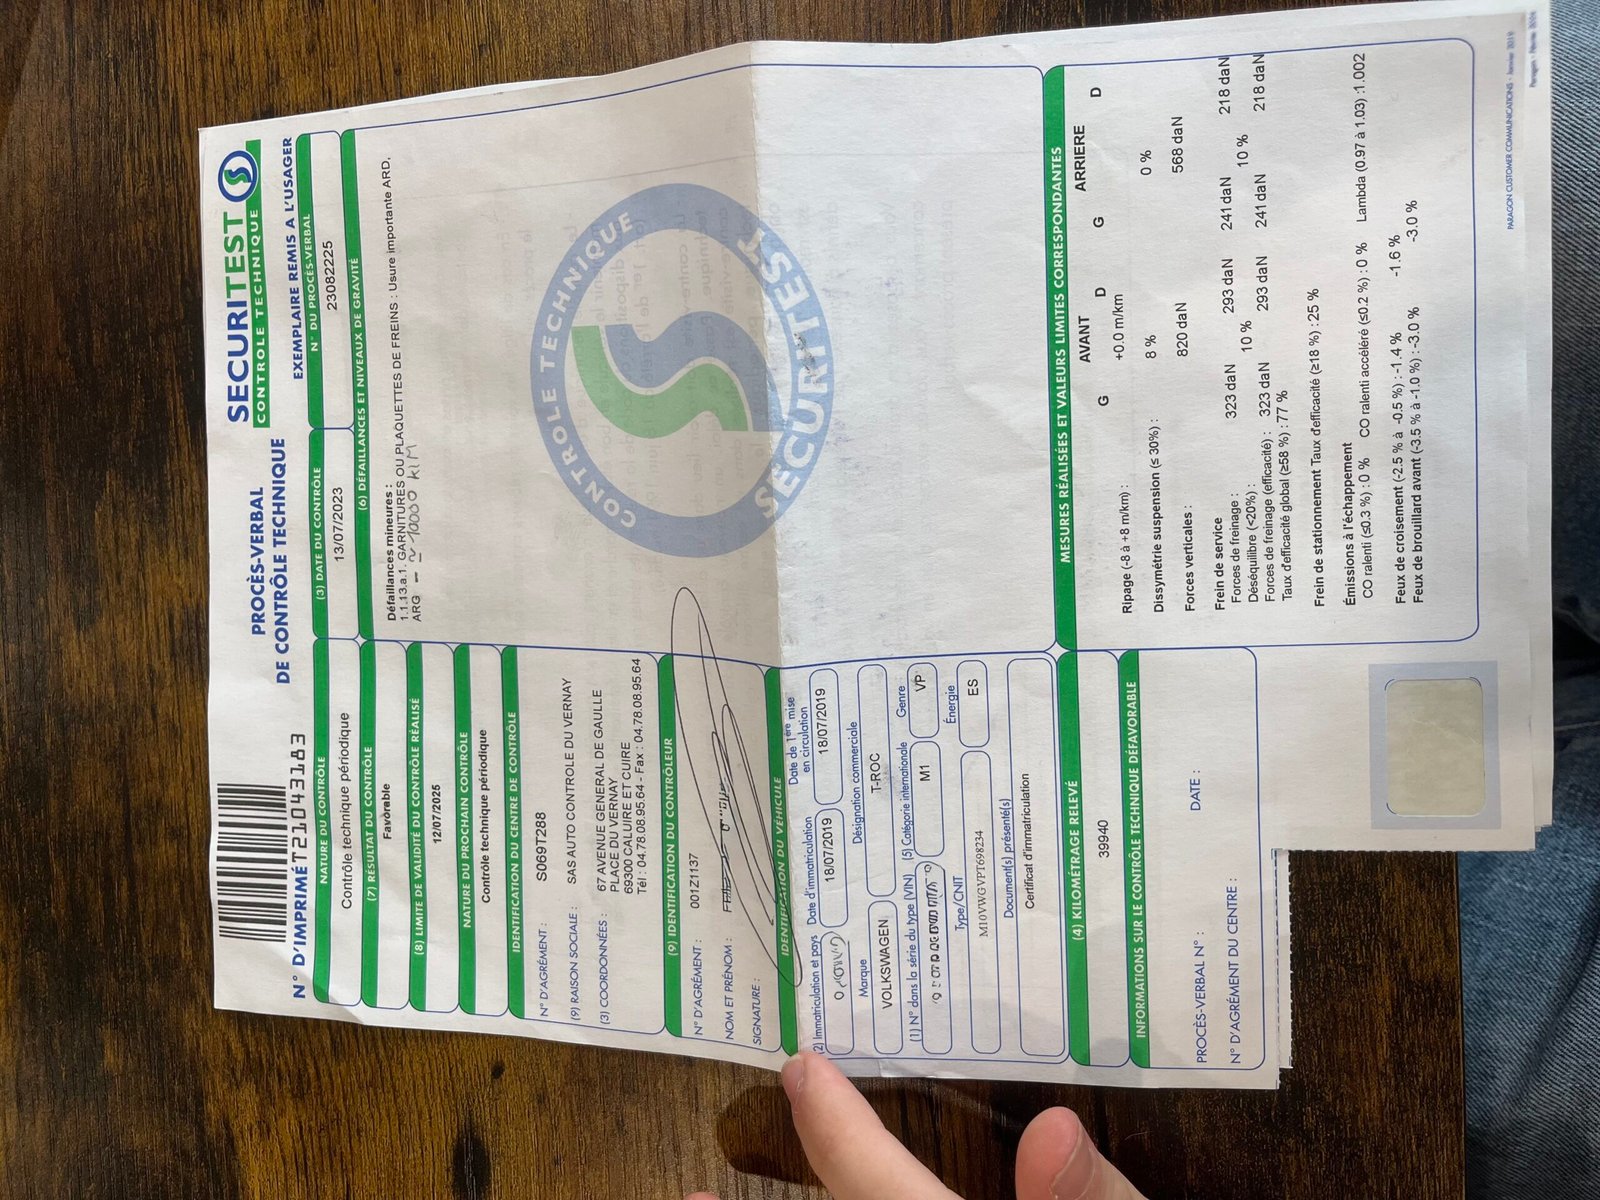 N° D'IMPRIMÉ T21043183
PROCÈS-VERBAL
DE CONTRÔLE TECHNIQUE
SECURITEST
CONTROLE TECHNIQUE
EXEMPLAIRE REMIS A L'USAGER
NATURE DU CONTRÔLE
Contrôle technique périodique
(3) DATE DU CONTRÔLE
13/07/2023
N° DU PROCÈS-VERBAL
23082225
(7) RÉSULTAT DU CONTRÔLE
Favorable
(8) LIMITE DE VALIDITÉ DU CONTRÔLE RÉALISÉ
12/07/2025
NATURE DU PROCHAIN CONTRÔLE
Contrôle technique périodique
IDENTIFICATION DU CENTRE DE CONTRÔLE
N° D'AGRÉMENT : S069T288
(9) RAISON SOCIALE : SAS AUTO CONTROLE DU VERNAY
(3) COORDONNÉES : 67 AVENUE GENERAL DE GAULLE
PLACE DU VERNAY
69300 CALUIRE ET CUIRE
Tél : 04.78.08.95.64 - Fax : 04.78.08.95.64
(9) IDENTIFICATION DU CONTRÔLEUR
N° D'AGRÉMENT : 001Z1137
NOM ET PRÉNOM :
SIGNATURE :
(6) DÉFAILLANCES ET NIVEAUX DE GRAVITÉ
Défaillances mineures :
1.1.13.a.1. GARNITURES OU PLAQUETTES DE FREINS : Usure importante ARD,
ARG - ≃ 1000 KM
CONTROLE TECHNIQUE
SECURITEST
IDENTIFICATION DU VÉHICULE
(2) Immatriculation et pays
Date d'immatriculation
18/07/2019
Date de 1ère mise
en circulation
18/07/2019
Marque
VOLKSWAGEN
Désignation commerciale
T-ROC
(1) N° dans la série du type (VIN)
(5) Catégorie internationale
M1
Genre
VP
Type/CNIT
M10VWGVPT698234
Énergie
ES
Document(s) présenté(s)
Certificat d'immatriculation
(4) KILOMÉTRAGE RELEVÉ
39940
INFORMATIONS SUR LE CONTRÔLE TECHNIQUE DÉFAVORABLE
PROCÈS-VERBAL N° : DATE :
N° D'AGRÉMENT DU CENTRE :
MESURES RÉALISÉES ET VALEURS LIMITES CORRESPONDANTES
AVANT ARRIERE
G D G D
Ripage (-8 à +8 m/km) : +0.0 m/km
Dissymétrie suspension (≤ 30%) : 8 % 0 %
Forces verticales : 820 daN 568 daN
Frein de service
Forces de freinage : 323 daN 293 daN 241 daN 218 daN
Déséquilibre (<20%) : 10 % 10 %
Forces de freinage (efficacité) : 323 daN 293 daN 241 daN 218 daN
Taux d'efficacité global (≥58 %) : 77 %
Frein de stationnement Taux d'efficacité (≥18 %) : 25 %
Émissions à l'échappement
CO ralenti (≤0.3 %) : 0 % CO ralenti accéléré (≤0.2 %) : 0 % Lambda (0.97 à 1.03) :1.002
Feux de croisement (-2.5 % à -0.5 %) : -1.4 % -1.6 %
Feux de brouillard avant (-3.5 % à -1.0 %) : -3.0 % -3.0 %
PARAGON CUSTOMER COMMUNICATIONS - Janvier 2019